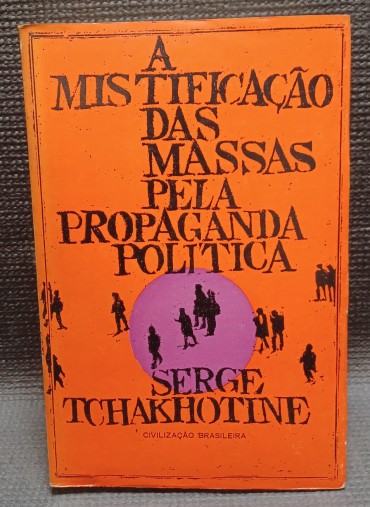 A
MISTIFICAÇÃO
DAS
MASSAS
PELA
PROPAGANDA
POLÍTICA
SERGE
TCHAKHOTINE
CIVILIZAÇÃO BRASILEIRA